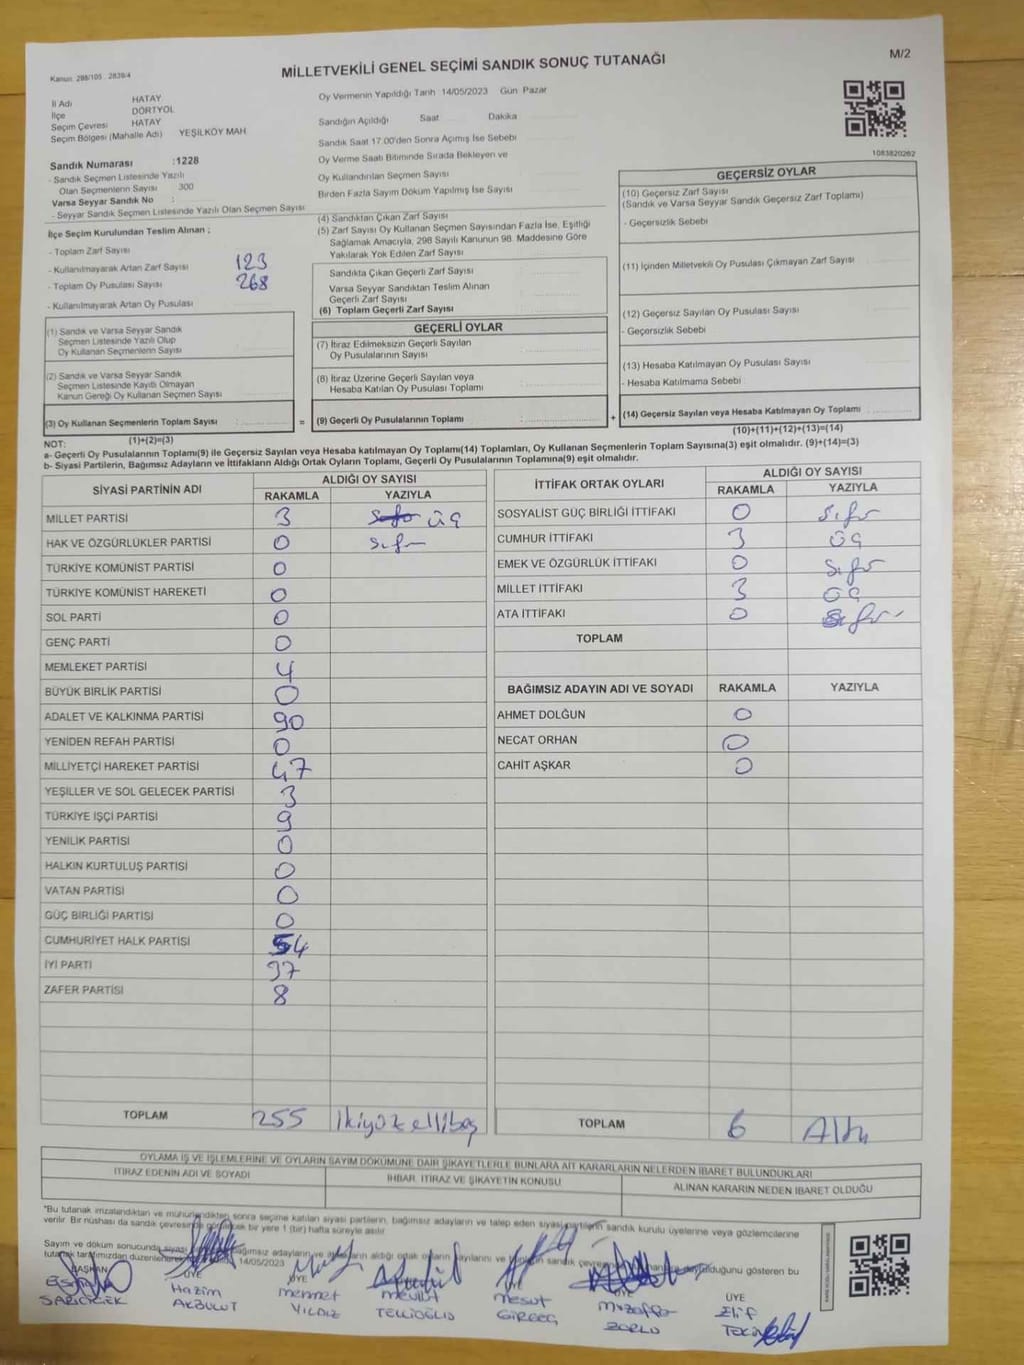 Kanun: 298/105 , 2839/4
MİLLETVEKİLİ GENEL SEÇİMİ SANDIK SONUÇ TUTANAĞI
M/2
İl Adı HATAY
İlçe DÖRTYOL
Seçim Çevresi HATAY
Seçim Bölgesi (Mahalle Adı) YEŞİLKÖY MAH
Sandık Numarası :1228
- Sandık Seçmen Listesinde Yazılı
Olan Seçmenlerin Sayısı 300
Varsa Seyyar Sandık No :
- Seyyar Sandık Seçmen Listesinde Yazılı Olan Seçmen Sayısı
Oy Vermenin Yapıldığı Tarih 14/05/2023 Gün Pazar
Sandığın Açıldığı Saat Dakika
Sandık Saat 17:00'den Sonra Açımış İse Sebebi
Oy Verme Saati Bitiminde Sırada Bekleyen ve
Oy Kullandırılan Seçmen Sayısı
Birden Fazla Sayım Döküm Yapılmış İse Sayısı
1083820262
İlçe Seçim Kurulundan Teslim Alınan ;
- Toplam Zarf Sayısı
- Kullanılmayarak Artan Zarf Sayısı 123
- Toplam Oy Pusulası Sayısı 268
- Kullanılmayarak Artan Oy Pusulası
(1) Sandık ve Varsa Seyyar Sandık
Seçmen Listesinde Yazılı Olup
Oy Kullanan Seçmenlerin Sayısı
(2) Sandık ve Varsa Seyyar Sandık
Seçmen Listesinde Kayıtlı Olmayan
Kanun Gereği Oy Kullanan Seçmen Sayısı
(3) Oy Kullanan Seçmenlerin Toplam Sayısı :
(1)+(2)=(3)
(4) Sandıktan Çıkan Zarf Sayısı
(5) Zarf Sayısı Oy Kullanan Seçmen Sayısından Fazla İse, Eşitliği
Sağlamak Amacıyla, 298 Sayılı Kanunun 98. Maddesine Göre
Yakılarak Yok Edilen Zarf Sayısı
Sandıkta Çıkan Geçerli Zarf Sayısı
Varsa Seyyar Sandıktan Teslim Alınan
Geçerli Zarf Sayısı
(6) Toplam Geçerli Zarf Sayısı
GEÇERLİ OYLAR
(7) İtiraz Edilmeksizin Geçerli Sayılan
Oy Pusulalarının Sayısı
(8) İtiraz Üzerine Geçerli Sayılan veya
Hesaba Katılan Oy Pusulası Toplamı
= (9) Geçerli Oy Pusulalarının Toplamı : +
GEÇERSİZ OYLAR
(10) Geçersiz Zarf Sayısı
(Sandık ve Varsa Seyyar Sandık Geçersiz Zarf Toplamı)
- Geçersizlik Sebebi
(11) İçinden Milletvekili Oy Pusulası Çıkmayan Zarf Sayısı
(12) Geçersiz Sayılan Oy Pusulası Sayısı
- Geçersizlik Sebebi
(13) Hesaba Katılmayan Oy Pusulası Sayısı
- Hesaba Katılmama Sebebi
(14) Geçersiz Sayılan veya Hesaba Katılmayan Oy Toplamı
(10)+(11)+(12)+(13)=(14)
NOT:
a- Geçerli Oy Pusulalarının Toplamı(9) ile Geçersiz Sayılan veya Hesaba katılmayan Oy Toplamı(14) Toplamları, Oy Kullanan Seçmenlerin Toplam Sayısına(3) eşit olmalıdır. (9)+(14)=(3)
b- Siyasi Partilerin, Bağımsız Adayların ve İttifakların Aldığı Ortak Oyların Toplamı, Geçerli Oy Pusulalarının Toplamına(9) eşit olmalıdır.
SİYASİ PARTİNİN ADI ALDIĞI OY SAYISI
RAKAMLA YAZIYLA
MİLLET PARTİSİ 3 üç
HAK VE ÖZGÜRLÜKLER PARTİSİ 0 sıfır
TÜRKİYE KOMÜNİST PARTİSİ 0
TÜRKİYE KOMÜNİST HAREKETİ 0
SOL PARTİ 0
GENÇ PARTİ 0
MEMLEKET PARTİSİ 4
BÜYÜK BİRLİK PARTİSİ 0
ADALET VE KALKINMA PARTİSİ 90
YENİDEN REFAH PARTİSİ 0
MİLLİYETÇİ HAREKET PARTİSİ 47
YEŞİLLER VE SOL GELECEK PARTİSİ 3
TÜRKİYE İŞÇİ PARTİSİ 9
YENİLİK PARTİSİ 0
HALKIN KURTULUŞ PARTİSİ 0
VATAN PARTİSİ 0
GÜÇ BİRLİĞİ PARTİSİ 0
CUMHURİYET HALK PARTİSİ 54
İYİ PARTİ 37
ZAFER PARTİSİ 8
TOPLAM 255 İkiyüzellibeş
İTTİFAK ORTAK OYLARI ALDIĞI OY SAYISI
RAKAMLA YAZIYLA
SOSYALİST GÜÇ BİRLİĞİ İTTİFAKI 0 sıfır
CUMHUR İTTİFAKI 3 üç
EMEK VE ÖZGÜRLÜK İTTİFAKI 0 sıfır
MİLLET İTTİFAKI 3 üç
ATA İTTİFAKI 0 sıfır
TOPLAM
BAĞIMSIZ ADAYIN ADI VE SOYADI RAKAMLA YAZIYLA
AHMET DOLĞUN 0
NECAT ORHAN 0
CAHİT AŞKAR 0
TOPLAM 6 Altı
OYLAMA İŞ VE İŞLEMLERİNE VE OYLARIN SAYIM DÖKÜMÜNE DAİR ŞİKAYETLERLE BUNLARA AİT KARARLARIN NELERDEN İBARET BULUNDUKLARI
İTİRAZ EDENİN ADI VE SOYADI İHBAR, İTİRAZ VE ŞİKAYETİN KONUSU ALINAN KARARIN NEDEN İBARET OLDUĞU
*Bu tutanak imzalandıktan ve mühürlendikten sonra seçime katılan siyasi partilerin, bağımsız adayların ve talep eden siyasi partilerin sandık kurulu üyelerine veya gözlemcilerine
verilir. Bir nüshası da sandık çevresinde görülecek bir yere 1 (bir) hafta süreyle asılır.
Sayım ve döküm sonucunda siyasi bağımsız adayların ve aldığı ortak oyların sayılarını ve sandık olduğunu gösteren bu
tutanak tarafımızdan düzenlenerek 14/05/2023
BAŞKAN ÜYE ÜYE ÜYE
SARIÇİÇEK
Hazim AKBULUT
Mehmet YILDIZ
Mevlüt TELLİOĞLU
Mesut
Muzaffer ZORLU
Elif